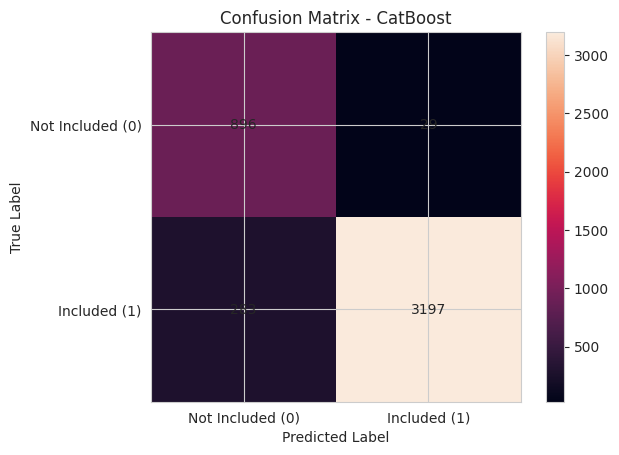 Confusion Matrix - CatBoost
Not Included (0)
Included (1)
True Label
3197
Not Included (0)
Included (1)
Predicted Label
3000
2500
2000
1500
1000
500